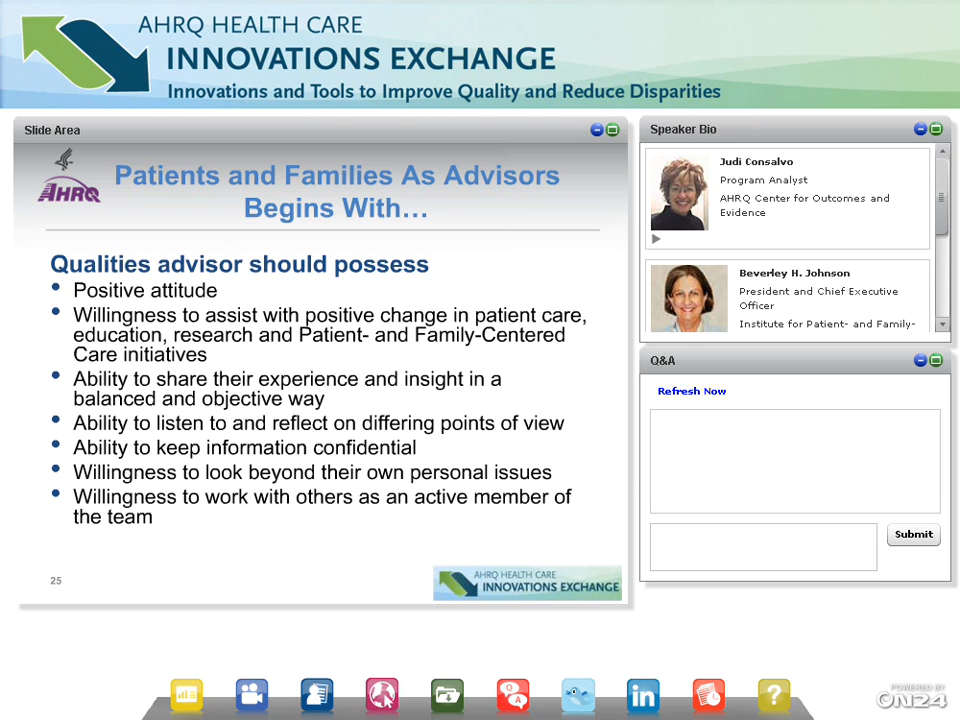 AHRQ HEALTH CARE
INNOVATIONS EXCHANGE
Innovations and Tools to Improve Quality and Reduce Disparities
Slide Area
AHRQ
Patients and Families As Advisors
Begins With…
Qualities advisor should possess
• Positive attitude
• Willingness to assist with positive change in patient care,
education, research and Patient- and Family-Centered
Care initiatives
• Ability to share their experience and insight in a
balanced and objective way
• Ability to listen to and reflect on differing points of view
• Ability to keep information confidential
• Willingness to look beyond their own personal issues
• Willingness to work with others as an active member of
the team
25
AHRQ HEALTH CARE
INNOVATIONS EXCHANGE
Speaker Bio
Judi Consalvo
Program Analyst
AHRQ Center for Outcomes and
Evidence
Beverley H. Johnson
President and Chief Executive
Officer
Institute for Patient- and Family-
Q&A
Refresh Now
Submit
Q
A
in
?
POWERED BY
ON24